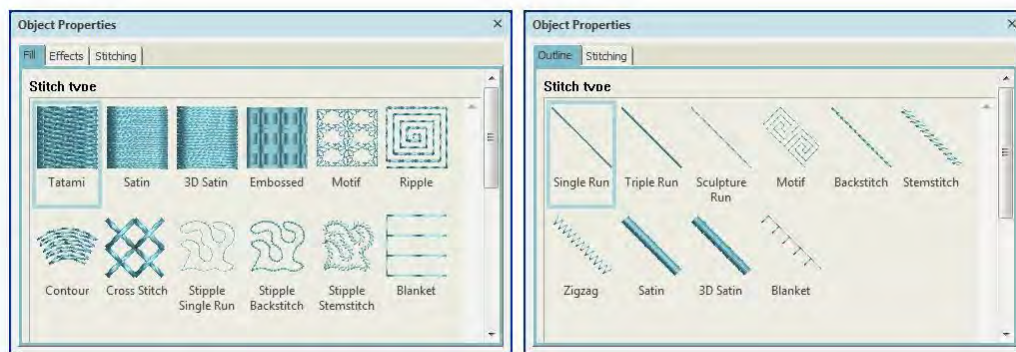 Object Properties
Fill Effects Stitching
Stitch type
Tatami Satin 3D Satin Embossed Motif Ripple
Contour Cross Stitch Stipple Single Run Stipple Backstitch Stipple Stemstitch Blanket
Object Properties
Outline Stitching
Stitch type
Single Run Triple Run Sculpture Run Motif Backstitch Stemstitch
Zigzag Satin 3D Satin Blanket